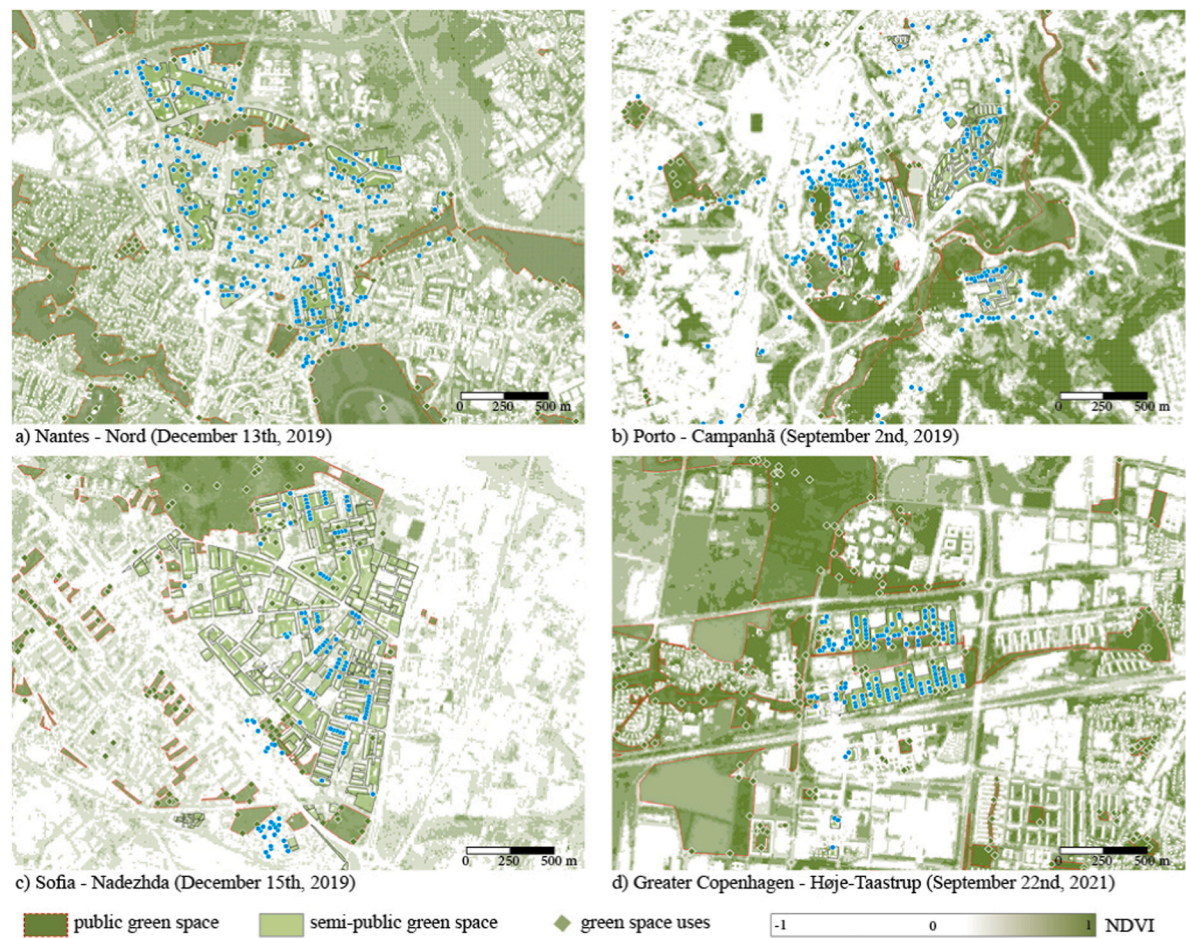 0 250 500 m
a) Nantes - Nord (December 13th, 2019)
0 250 500 m
b) Porto - Campanhã (September 2nd, 2019)
0 250 500 m
c) Sofia - Nadezhda (December 15th, 2019)
0 250 500 m
d) Greater Copenhagen - Høje-Taastrup (September 22nd, 2021)
public green space
semi-public green space
green space uses
-1 0 1 NDVI